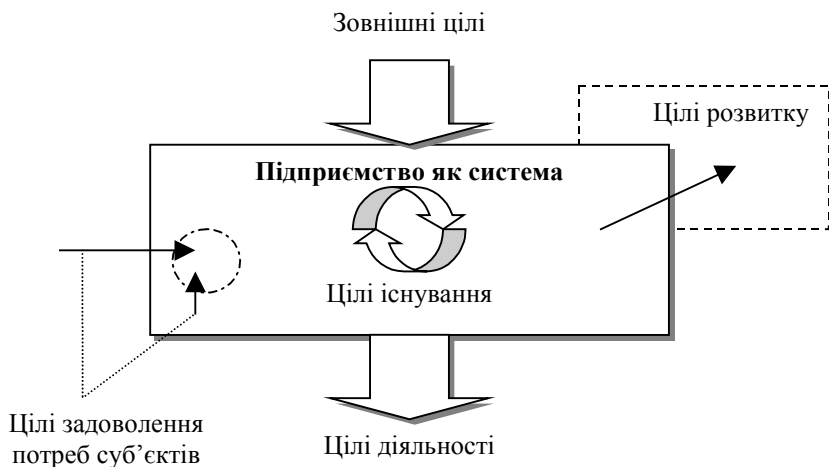 Зовнішні цілі
Цілі розвитку
Підприємство як система
Цілі існування
Цілі задоволення
потреб суб’єктів
Цілі діяльності